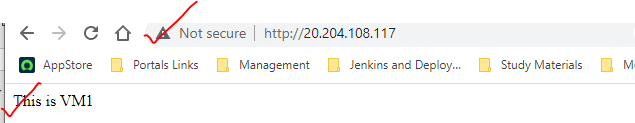 Not secure | http://20.204.108.117
AppStore Portals Links Management Jenkins and Deploy... Study Materials Mo
This is VM1